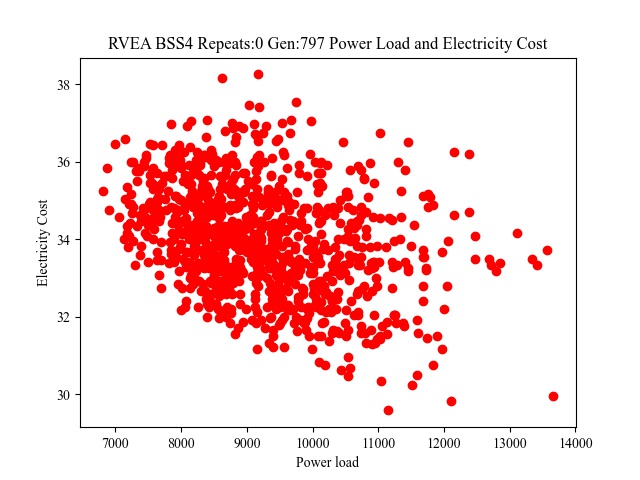 RVEA BSS4 Repeats:0 Gen:797 Power Load and Electricity Cost
38
36
34
32
30
Electricity Cost
7000 8000 9000 10000 11000 12000 13000 14000
Power load